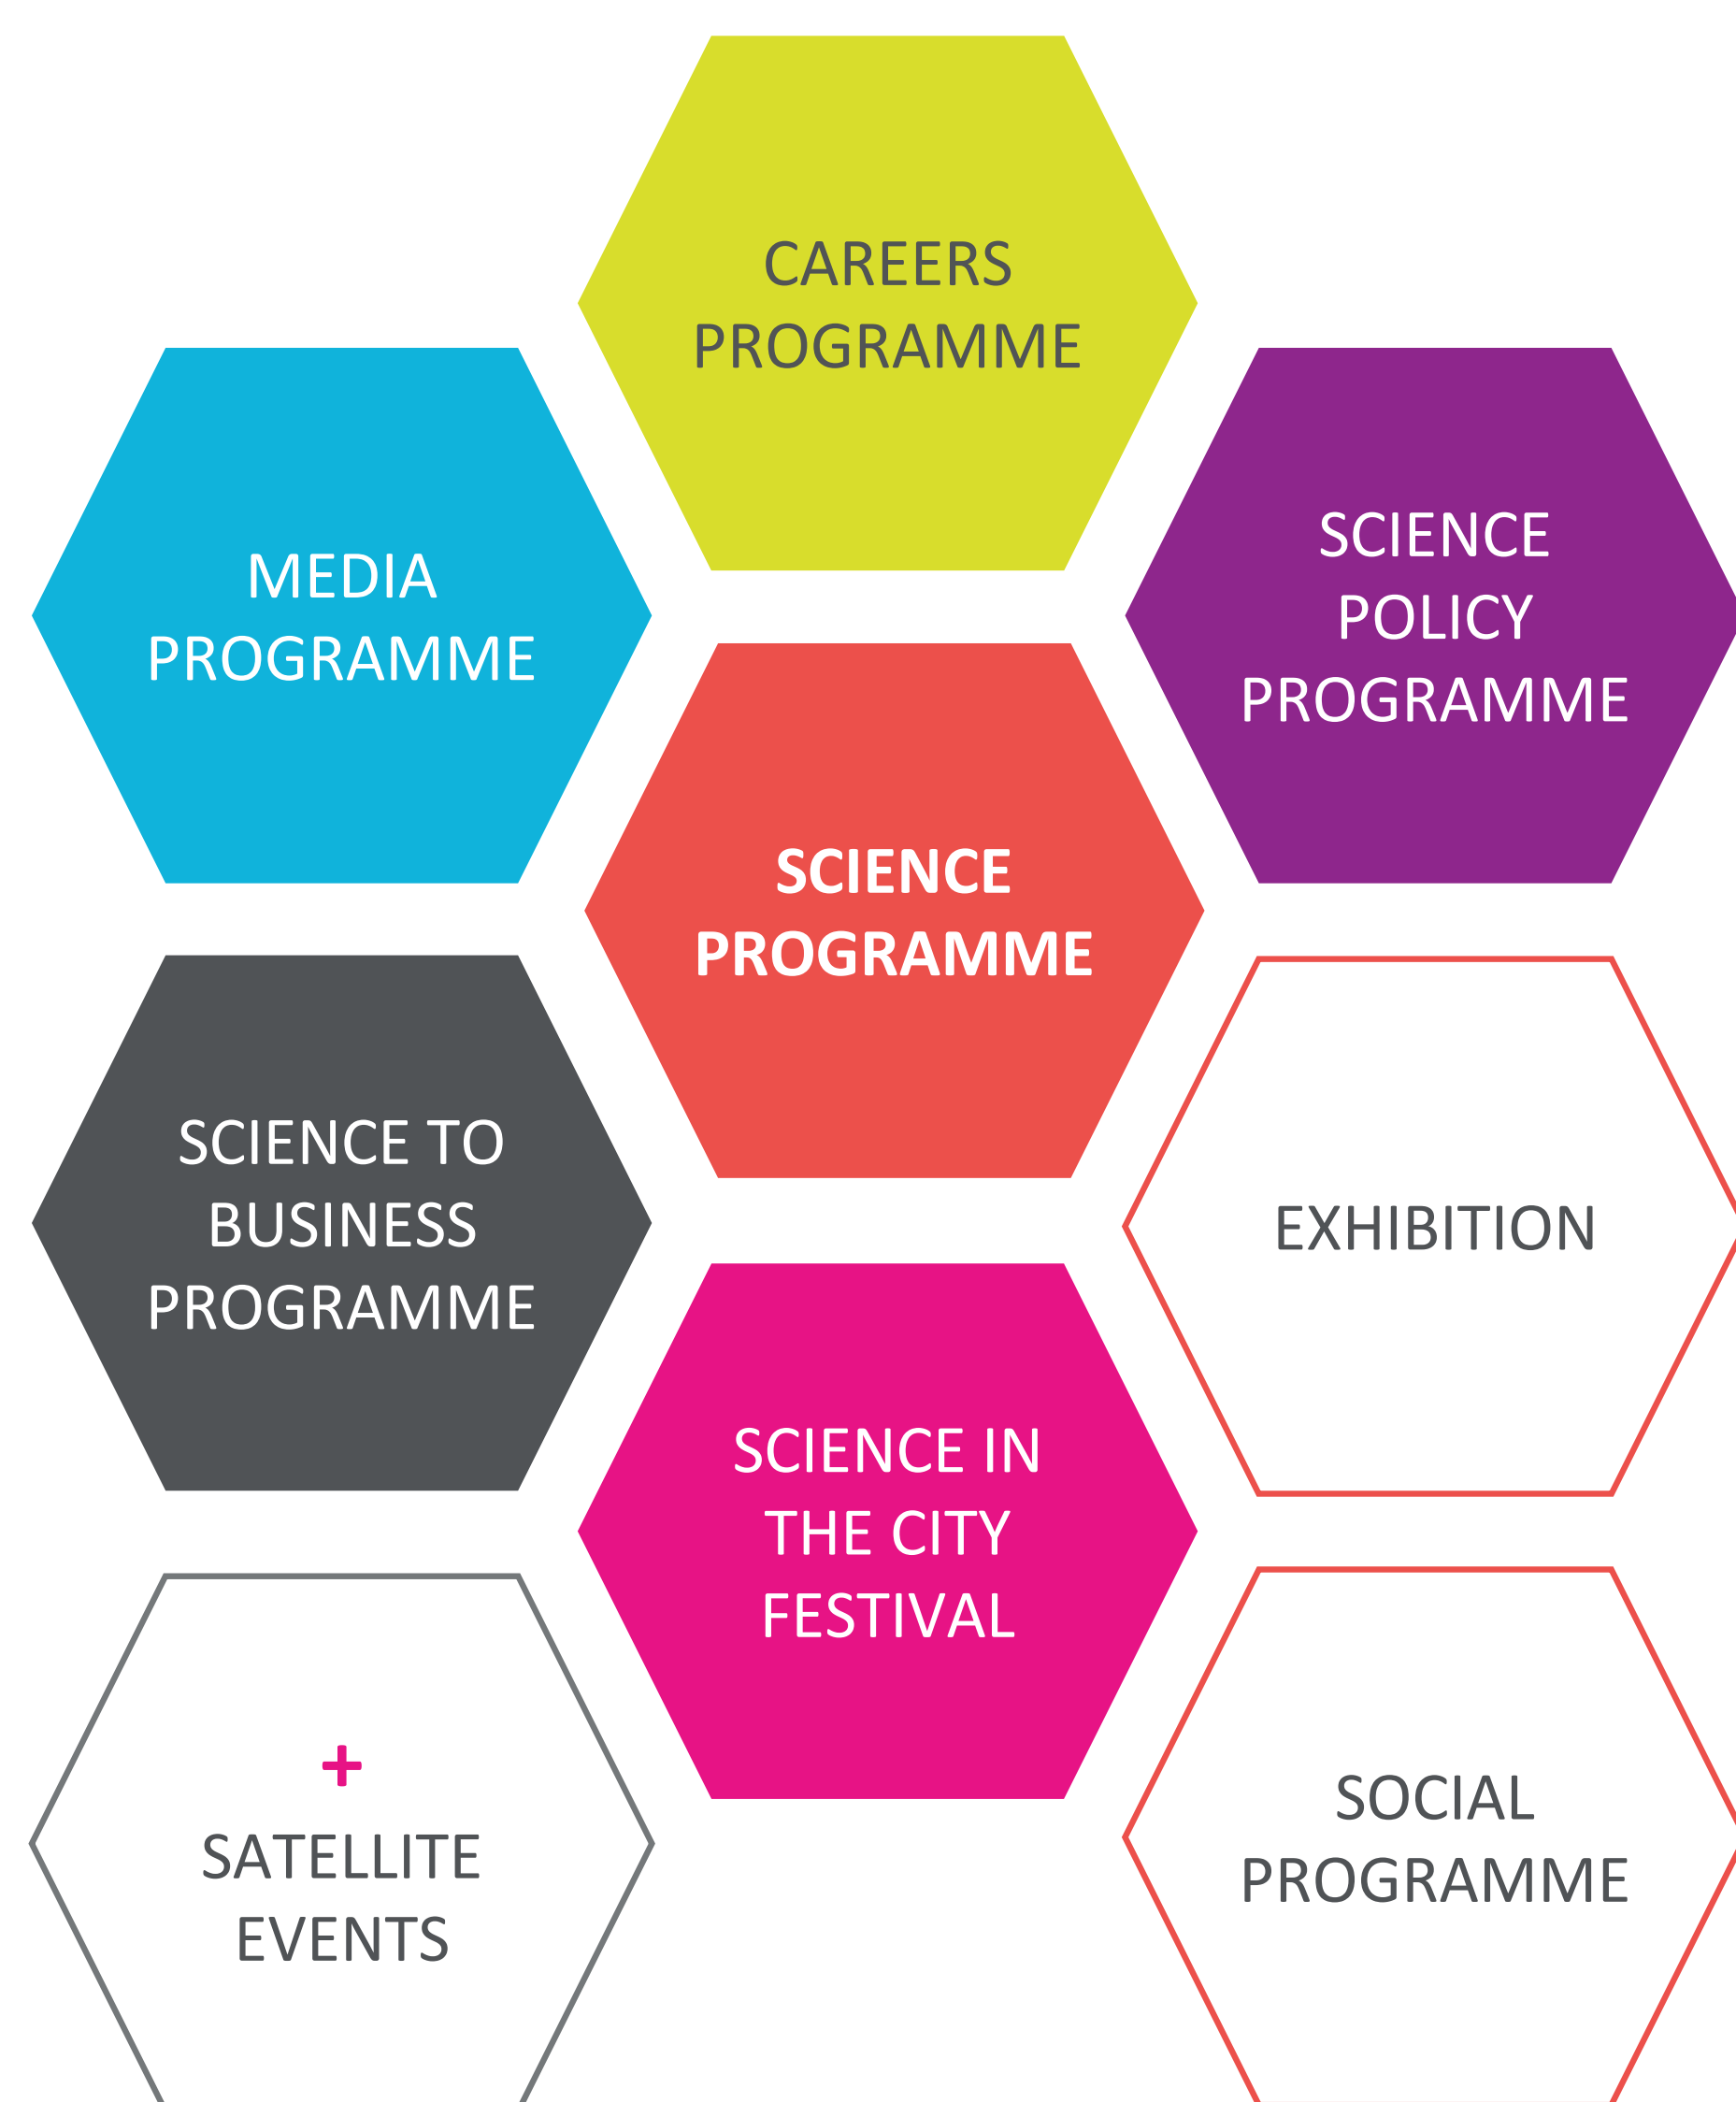 CAREERS
PROGRAMME
MEDIA
PROGRAMME
SCIENCE
POLICY
PROGRAMME
SCIENCE
PROGRAMME
SCIENCE TO
BUSINESS
PROGRAMME
EXHIBITION
SCIENCE IN
THE CITY
FESTIVAL
+
SATELLITE
EVENTS
SOCIAL
PROGRAMME